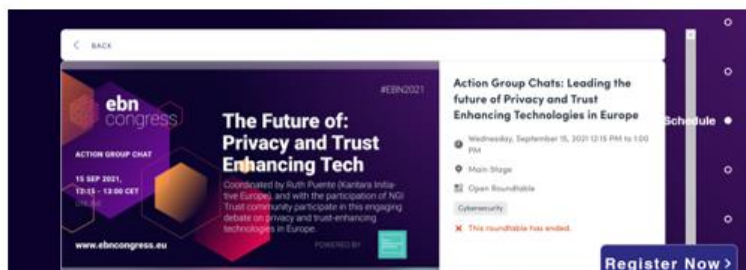 BACK
#EBN2021
ebn
congress
ACTION GROUP CHAT
15 SEP 2021,
12:15 - 13:00 CET
ONLINE
www.ebncongress.eu
The Future of:
Privacy and Trust
Enhancing Tech
Coordinated by Ruth Puente (Kantara Initia-
tive Europe), and with the participation of NGI
Trust community participate in this engaging
debate on privacy and trust-enhancing
technologies in Europe.
POWERED BY
Action Group Chats: Leading the
future of Privacy and Trust
Enhancing Technologies in Europe
Wednesday, September 15, 2021 12:15 PM to 1:00
PM
Main Stage
Open Roundtable
Cybersecurity
This roundtable has ended.
Schedule
Register Now >